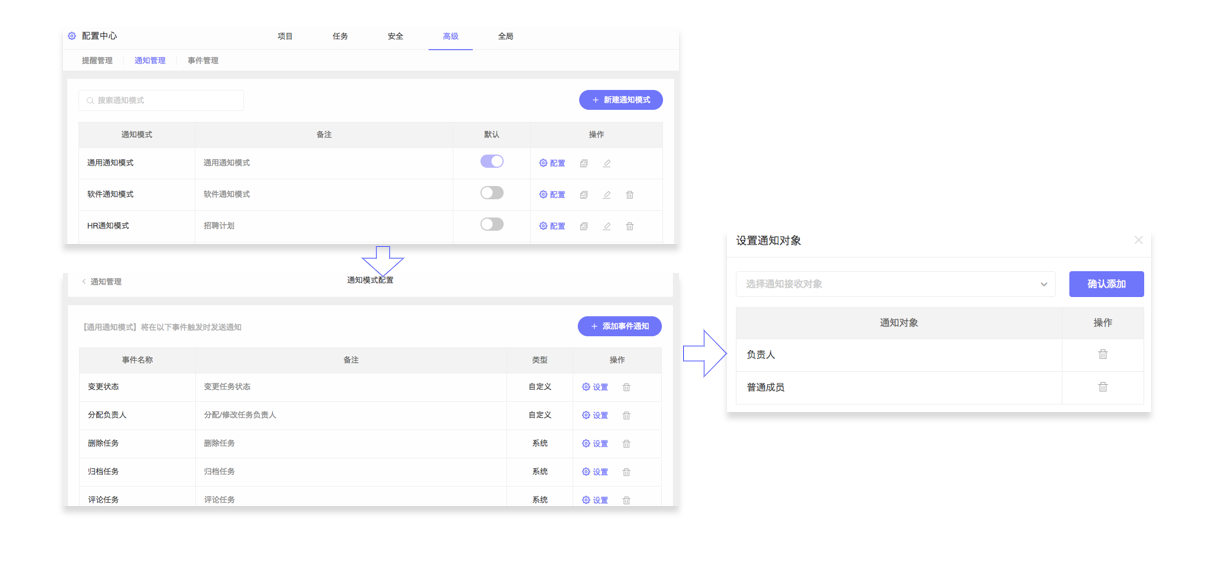 配置中心 项目 任务 安全 高级 全局
提醒管理 通知管理 事件管理
搜索通知模式 + 新建通知模式
通知模式 备注 默认 操作
通用通知模式 通用通知模式 配置
软件通知模式 软件通知模式 配置
HR通知模式 招聘计划 配置
< 通知管理 通知模式配置
【通用通知模式】将在以下事件触发时发送通知 + 添加事件通知
事件名称 备注 类型 操作
变更状态 变更任务状态 自定义 设置
分配负责人 分配/修改任务负责人 自定义 设置
删除任务 删除任务 系统 设置
归档任务 归档任务 系统 设置
评论任务 评论任务 系统 设置
设置通知对象
选择通知接收对象 确认添加
通知对象 操作
负责人
普通成员